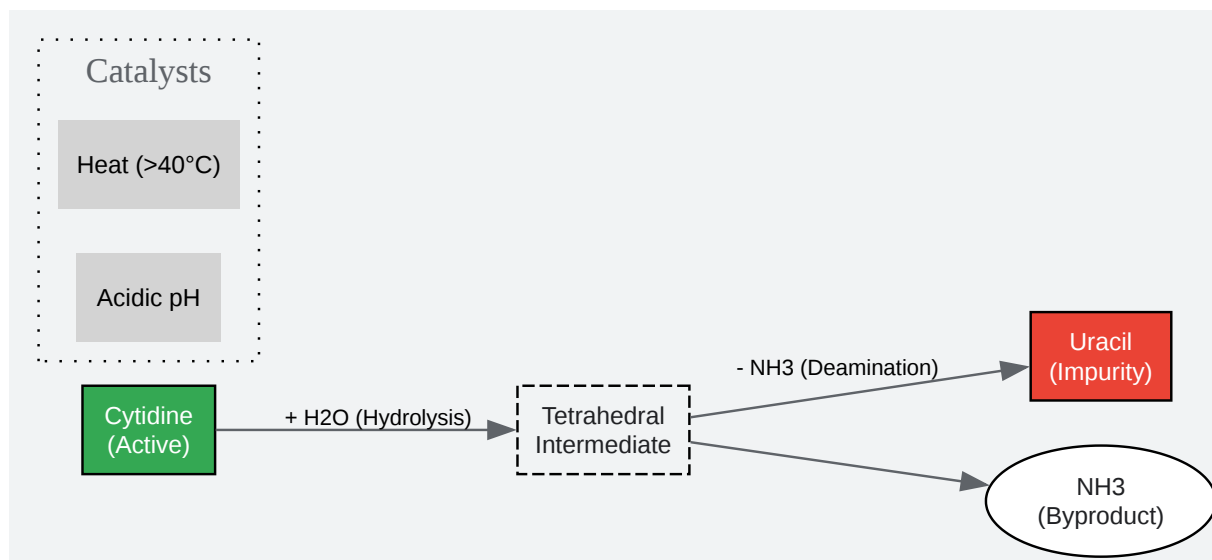 Catalysts
Heat (>40°C)
Acidic pH
Cytidine
(Active)
+ H2O (Hydrolysis)
Tetrahedral
Intermediate
- NH3 (Deamination)
Uracil
(Impurity)
NH3
(Byproduct)